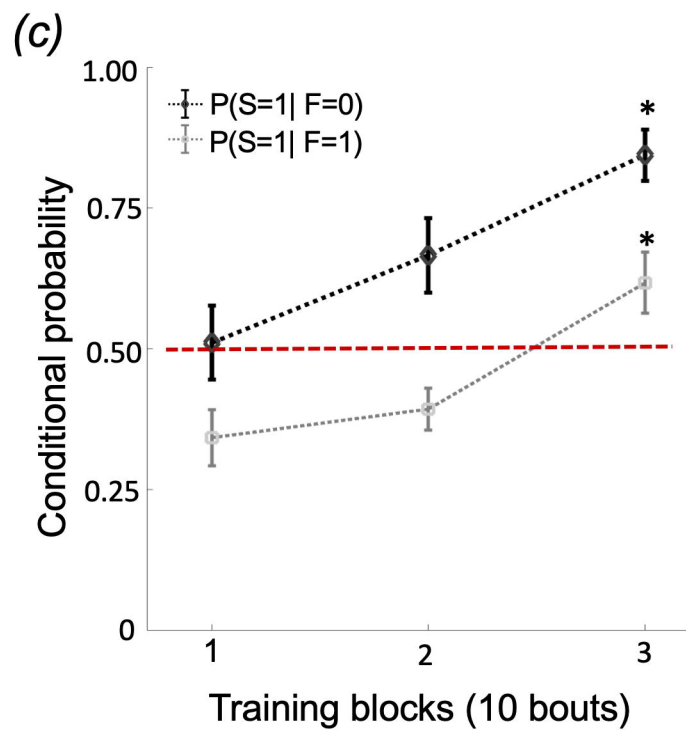 (c)
1.00
P(S=1| F=0)
P(S=1| F=1)
*
0.75
*
0.50
0.25
0
1
2
3
Conditional probability
Training blocks (10 bouts)